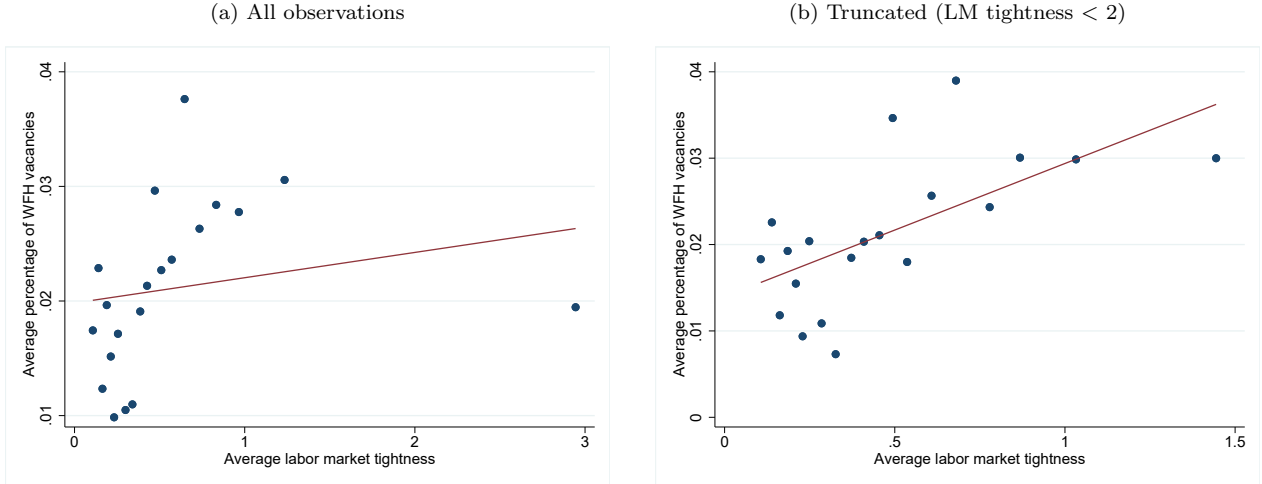 (a) All observations
Average percentage of WFH vacancies
.04
.03
.02
.01
0
1
2
3
Average labor market tightness
(b) Truncated (LM tightness < 2)
Average percentage of WFH vacancies
.04
.03
.02
.01
0
0
.5
1
1.5
Average labor market tightness